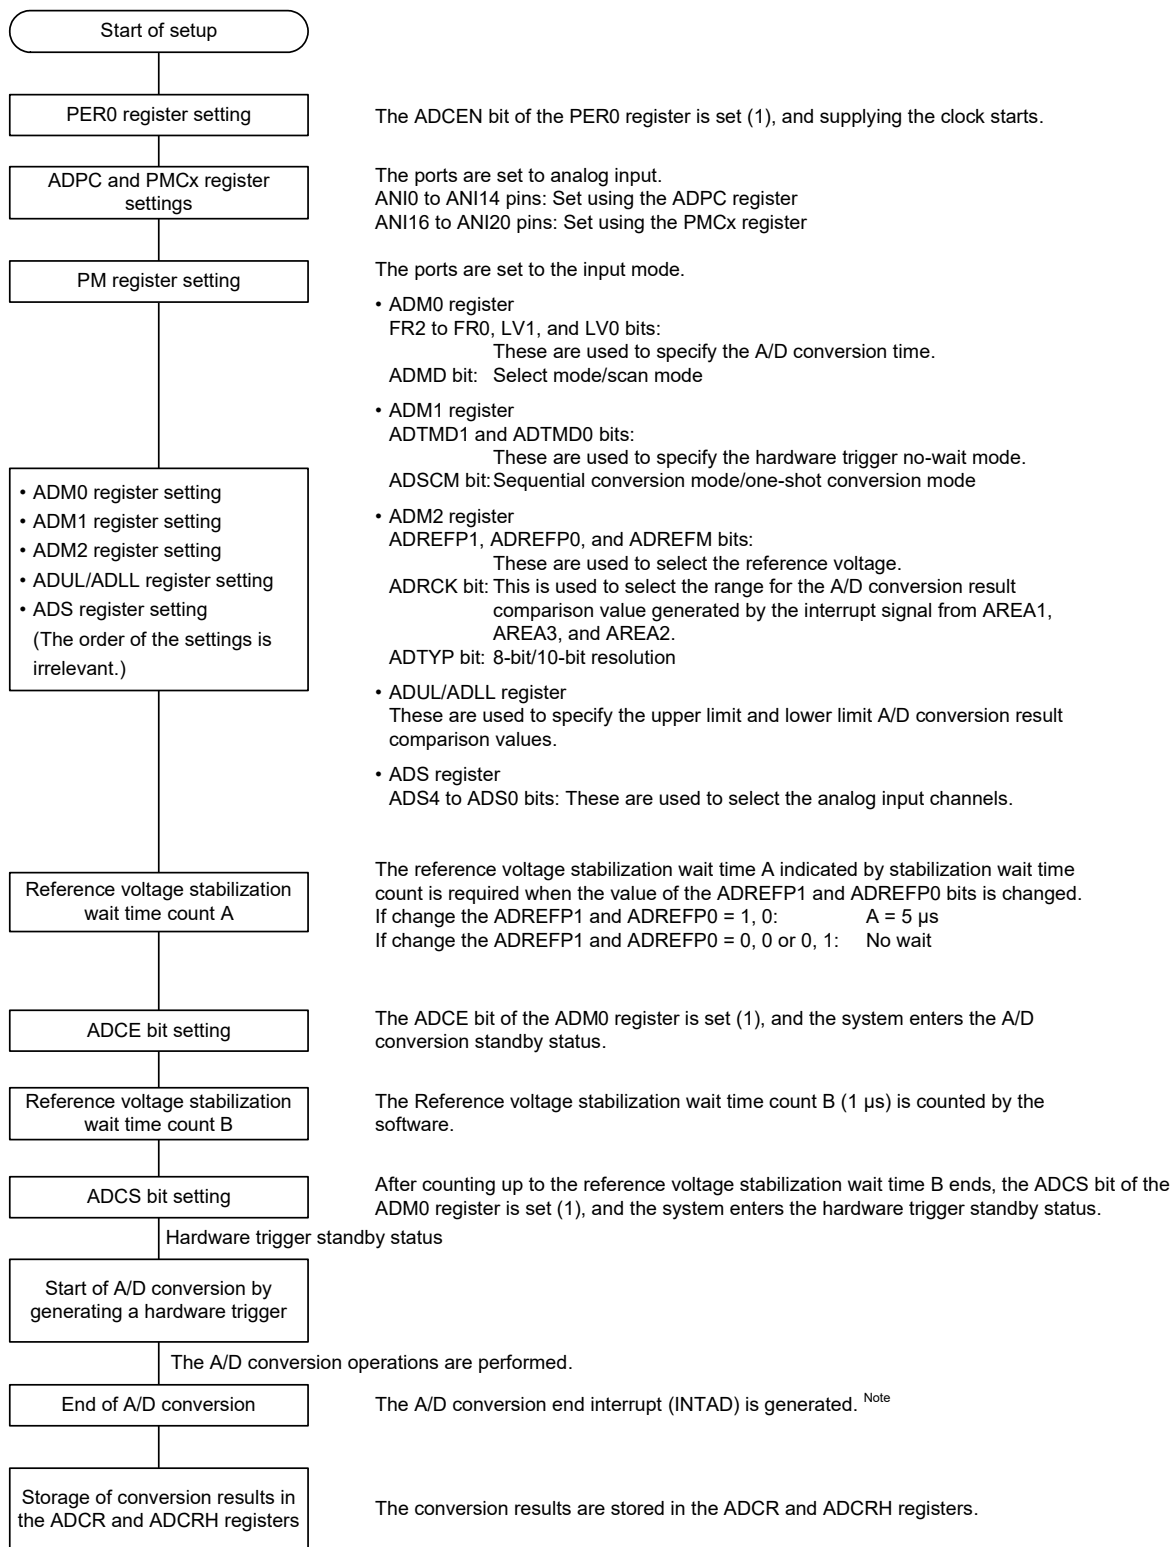 Start of setup
PER0 register setting
The ADCEN bit of the PER0 register is set (1), and supplying the clock starts.
ADPC and PMCx register
settings
The ports are set to analog input.
ANI0 to ANI14 pins: Set using the ADPC register
ANI16 to ANI20 pins: Set using the PMCx register
PM register setting
The ports are set to the input mode.
• ADM0 register setting
• ADM1 register setting
• ADM2 register setting
• ADUL/ADLL register setting
• ADS register setting
(The order of the settings is
irrelevant.)
• ADM0 register
FR2 to FR0, LV1, and LV0 bits:
These are used to specify the A/D conversion time.
ADMD bit: Select mode/scan mode
• ADM1 register
ADTMD1 and ADTMD0 bits:
These are used to specify the hardware trigger no-wait mode.
ADSCM bit: Sequential conversion mode/one-shot conversion mode
• ADM2 register
ADREFP1, ADREFP0, and ADREFM bits:
These are used to select the reference voltage.
ADRCK bit: This is used to select the range for the A/D conversion result
comparison value generated by the interrupt signal from AREA1,
AREA3, and AREA2.
ADTYP bit: 8-bit/10-bit resolution
• ADUL/ADLL register
These are used to specify the upper limit and lower limit A/D conversion result
comparison values.
• ADS register
ADS4 to ADS0 bits: These are used to select the analog input channels.
Reference voltage stabilization
wait time count A
The reference voltage stabilization wait time A indicated by stabilization wait time
count is required when the value of the ADREFP1 and ADREFP0 bits is changed.
If change the ADREFP1 and ADREFP0 = 1, 0: A = 5 µs
If change the ADREFP1 and ADREFP0 = 0, 0 or 0, 1: No wait
ADCE bit setting
The ADCE bit of the ADM0 register is set (1), and the system enters the A/D
conversion standby status.
Reference voltage stabilization
wait time count B
The Reference voltage stabilization wait time count B (1 µs) is counted by the
software.
ADCS bit setting
After counting up to the reference voltage stabilization wait time B ends, the ADCS bit of the
ADM0 register is set (1), and the system enters the hardware trigger standby status.
Hardware trigger standby status
Start of A/D conversion by
generating a hardware trigger
The A/D conversion operations are performed.
End of A/D conversion
The A/D conversion end interrupt (INTAD) is generated. Note
Storage of conversion results in
the ADCR and ADCRH registers
The conversion results are stored in the ADCR and ADCRH registers.